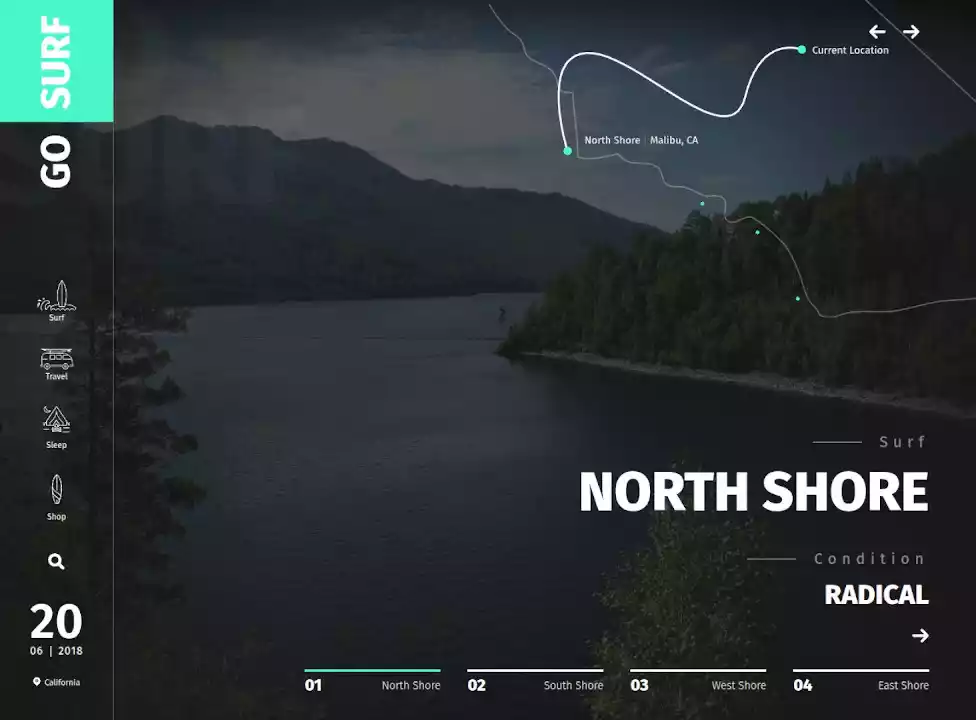 GO SURF
Surf
Travel
Sleep
Shop
20
06 | 2018
California
Current Location
North Shore | Malibu, CA
Surf
NORTH SHORE
Condition
RADICAL
01 North Shore
02 South Shore
03 West Shore
04 East Shore